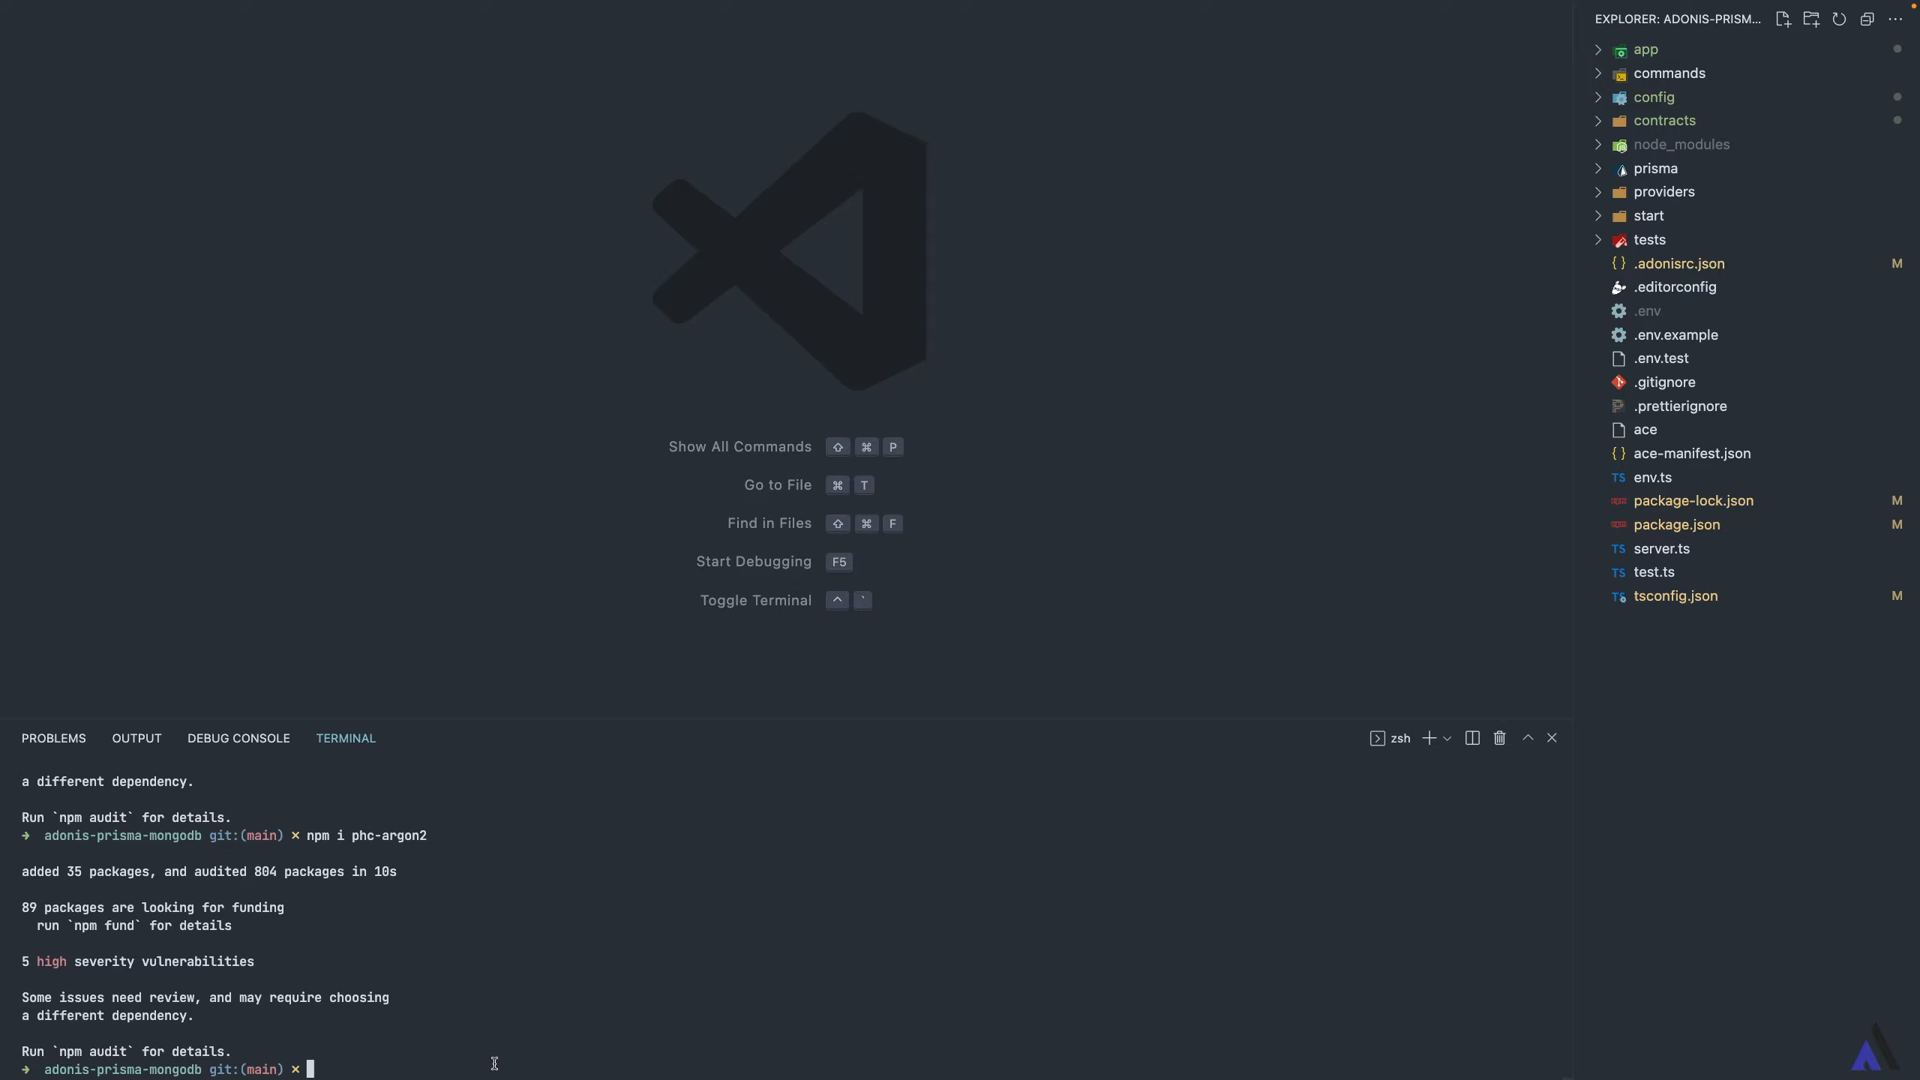 EXPLORER: ADONIS-PRISM...
app
commands
config
contracts
node_modules
prisma
providers
start
tests
.adonisrc.json M
.editorconfig
.env
.env.example
.env.test
.gitignore
.prettierignore
ace
ace-manifest.json
TS env.ts
package-lock.json M
package.json M
TS server.ts
TS test.ts
TS tsconfig.json M
Show All Commands ⇧ ⌘ P
Go to File ⌘ T
Find in Files ⇧ ⌘ F
Start Debugging F5
Toggle Terminal ^ `
PROBLEMS OUTPUT DEBUG CONSOLE TERMINAL zsh
a different dependency.
Run `npm audit` for details.
➜ adonis-prisma-mongodb git:(main) ✗ npm i phc-argon2
added 35 packages, and audited 804 packages in 10s
89 packages are looking for funding
run `npm fund` for details
5 high severity vulnerabilities
Some issues need review, and may require choosing
a different dependency.
Run `npm audit` for details.
➜ adonis-prisma-mongodb git:(main) ✗